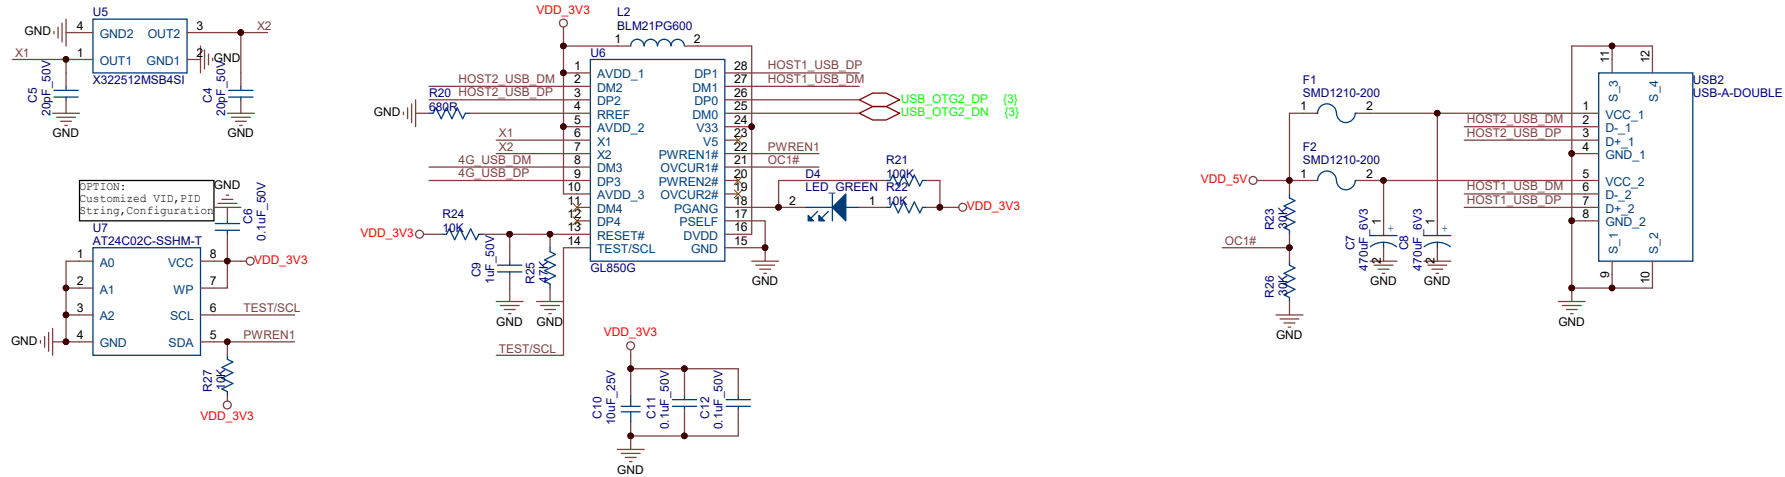 U5
GND 4 GND2 OUT2 3 X2
X1 1 OUT1 GND1 2 GND
X322512MSB4SI
C5
20pF_50V
C4
20pF_50V
GND
GND
OPTION:
Customized VID,PID
String,Configuration
GND
C6
0.1uF_50V
U7
AT24C02C-SSHM-T
1 A0 VCC 8 VDD_3V3
2 A1 WP 7
3 A2 SCL 6 TEST/SCL
GND 4 GND SDA 5 PWREN1
R27
10K
VDD_3V3
VDD_3V3
L2
BLM21PG600
1 2
U6
1 AVDD_1 DP1 28 HOST1_USB_DP
HOST2_USB_DM 2 DM2 DM1 27 HOST1_USB_DM
HOST2_USB_DP 3 DP2 DP0 26 USB_OTG2_DP {3}
GND R20 680R 4 RREF DM0 25 USB_OTG2_DN {3}
5 AVDD_2 V33 24
X1 6 X1 V5 23
X2 7 X2 PWREN1# 22 PWREN1
4G_USB_DM 8 DM3 OVCUR1# 21 OC1#
4G_USB_DP 9 DP3 PWREN2# 20
10 AVDD_3 OVCUR2# 19
11 DM4 PGANG 18
12 DP4 PSELF 17
13 RESET# DVDD 16
14 TEST/SCL GND 15
GL850G
R21
100K
D4
LED_GREEN
2 1
R22
10K
VDD_3V3
GND
VDD_3V3
R24
10K
C9
1uF_50V
R25
47K
GND
GND
TEST/SCL
VDD_3V3
C10
10uF_25V
C11
0.1uF_50V
C12
0.1uF_50V
GND
F1
SMD1210-200
1 2
F2
SMD1210-200
VDD_5V 1 2
R23
30K
OC1#
R26
30K
GND
C7
470uF_6V3
1 +
2
GND
C8
470uF_6V3
1 +
2
GND
USB2
USB-A-DOUBLE
11 S_3
12 S_4
1 VCC_1
HOST2_USB_DM 2 D-_1
HOST2_USB_DP 3 D+_1
4 GND_1
5 VCC_2
HOST1_USB_DM 6 D-_2
HOST1_USB_DP 7 D+_2
8 GND_2
9 S_1
10 S_2
GND